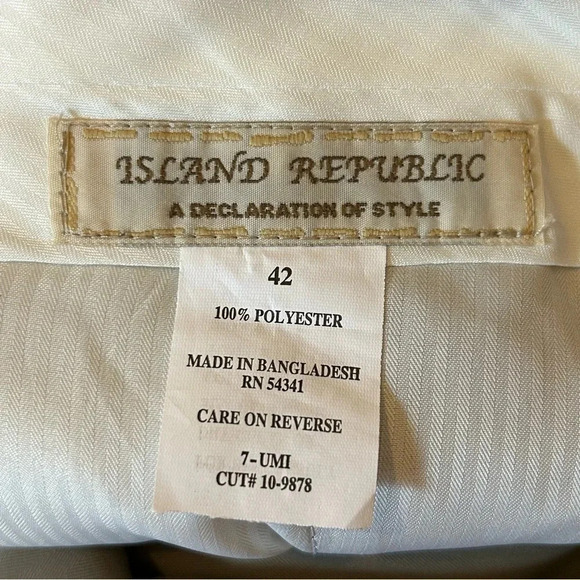 ISLAND REPUBLIC
A DECLARATION OF STYLE
42
100% POLYESTER
MADE IN BANGLADESH
RN 54341
CARE ON REVERSE
7-UMI
CUT# 10-9878